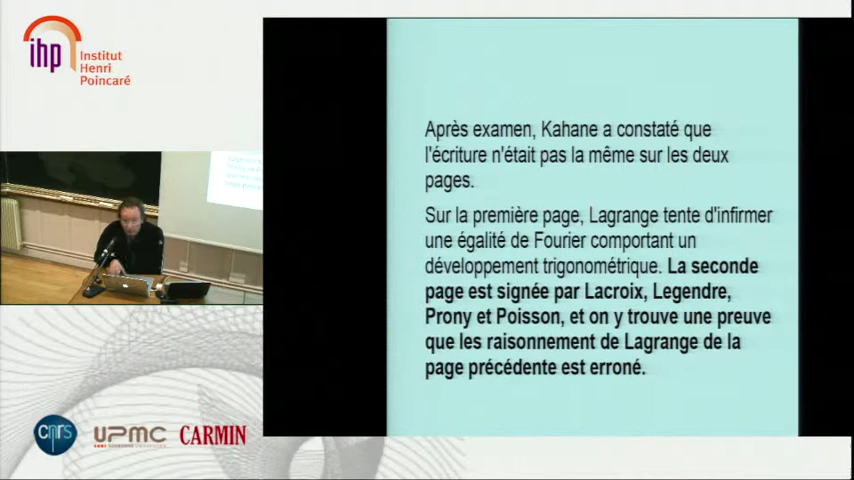 ihp
Institut
Henri
Poincaré
Après examen, Kahane a constaté que
l'écriture n'était pas la même sur les deux
pages.
Sur la première page, Lagrange tente d'infirmer
une égalité de Fourier comportant un
développement trigonométrique. La seconde
page est signée par Lacroix, Legendre,
Prony et Poisson, et on y trouve une preuve
que les raisonnement de Lagrange de la
page précédente est erroné.
cnrs
UPMC
CARMIN